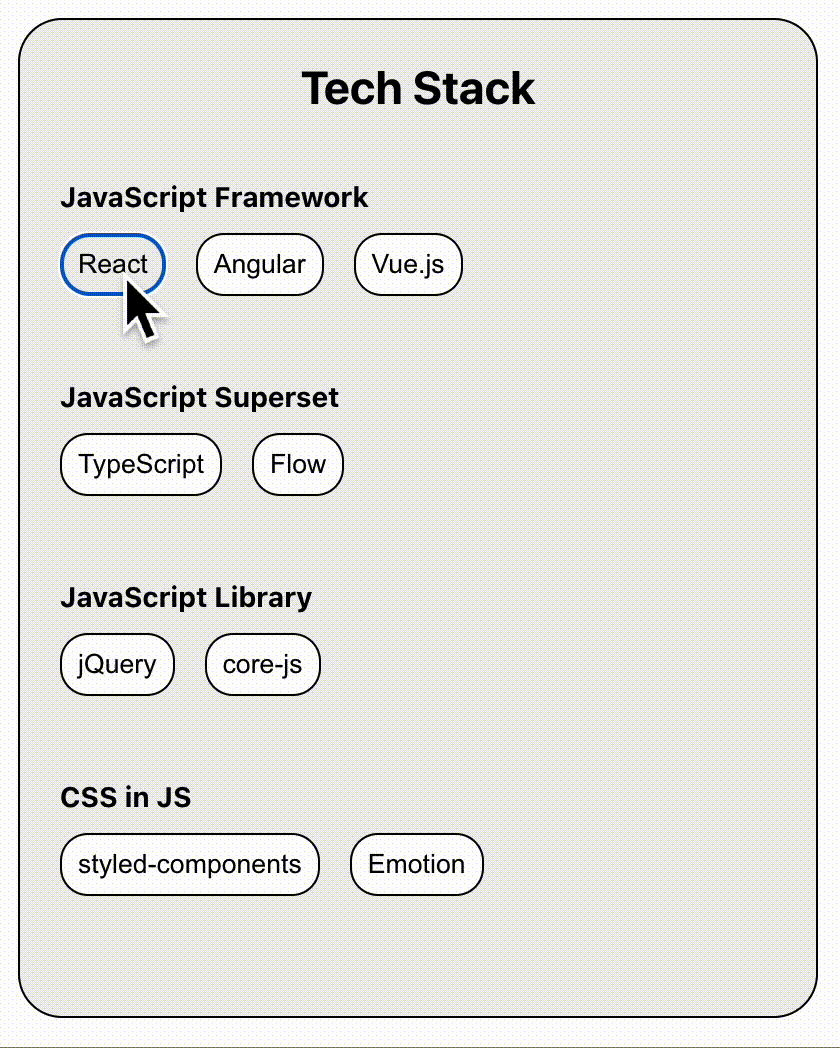 Tech Stack
JavaScript Framework
React Angular Vue.js
JavaScript Superset
TypeScript Flow
JavaScript Library
jQuery core-js
CSS in JS
styled-components Emotion